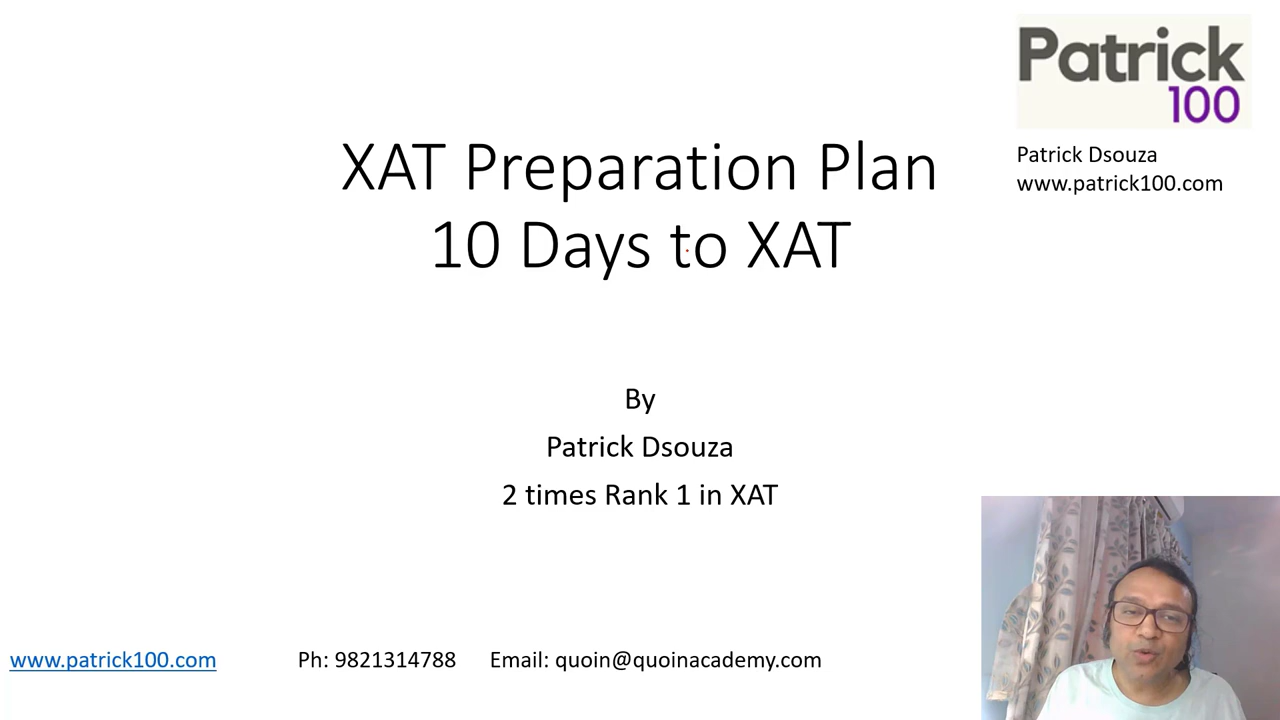 Patrick
100
Patrick Dsouza
www.patrick100.com
XAT Preparation Plan
10 Days to XAT
By
Patrick Dsouza
2 times Rank 1 in XAT
www.patrick100.com Ph: 9821314788 Email: quoin@quoinacademy.com